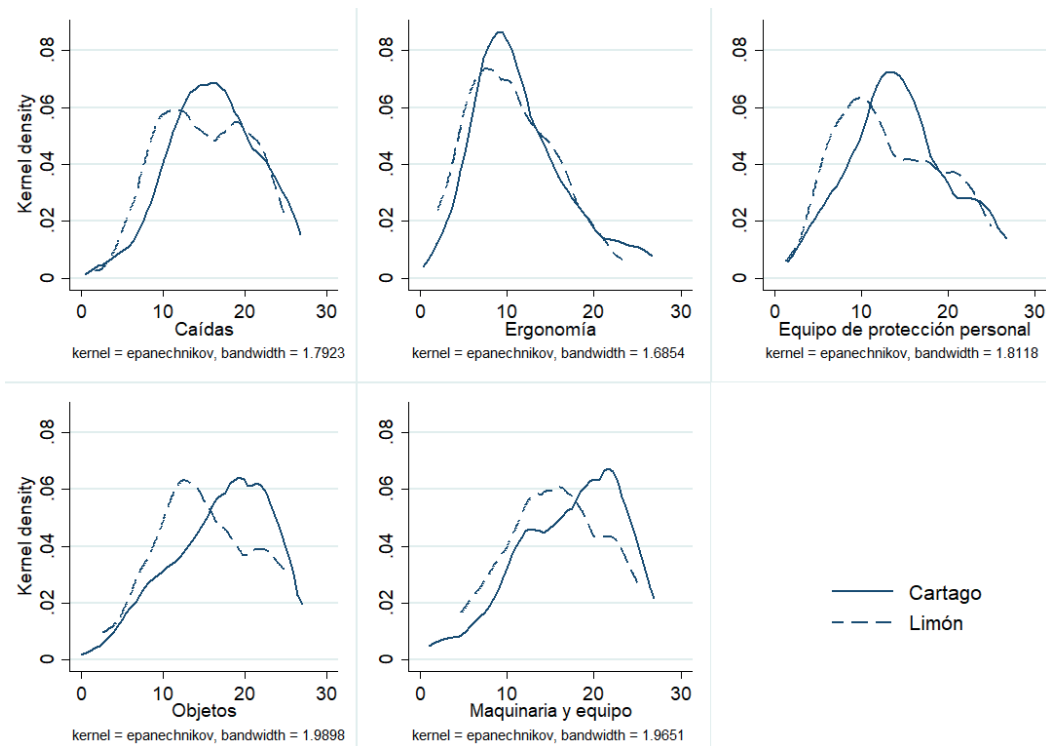 Kernel density
.08
.06
.04
.02
0
0 10 20 30
Caídas
kernel = epanechnikov, bandwidth = 1.7923
.08
.06
.04
.02
0
0 10 20 30
Ergonomía
kernel = epanechnikov, bandwidth = 1.6854
.08
.06
.04
.02
0
0 10 20 30
Equipo de protección personal
kernel = epanechnikov, bandwidth = 1.8118
Kernel density
.08
.06
.04
.02
0
0 10 20 30
Objetos
kernel = epanechnikov, bandwidth = 1.9898
.08
.06
.04
.02
0
0 10 20 30
Maquinaria y equipo
kernel = epanechnikov, bandwidth = 1.9651
Cartago
Limón